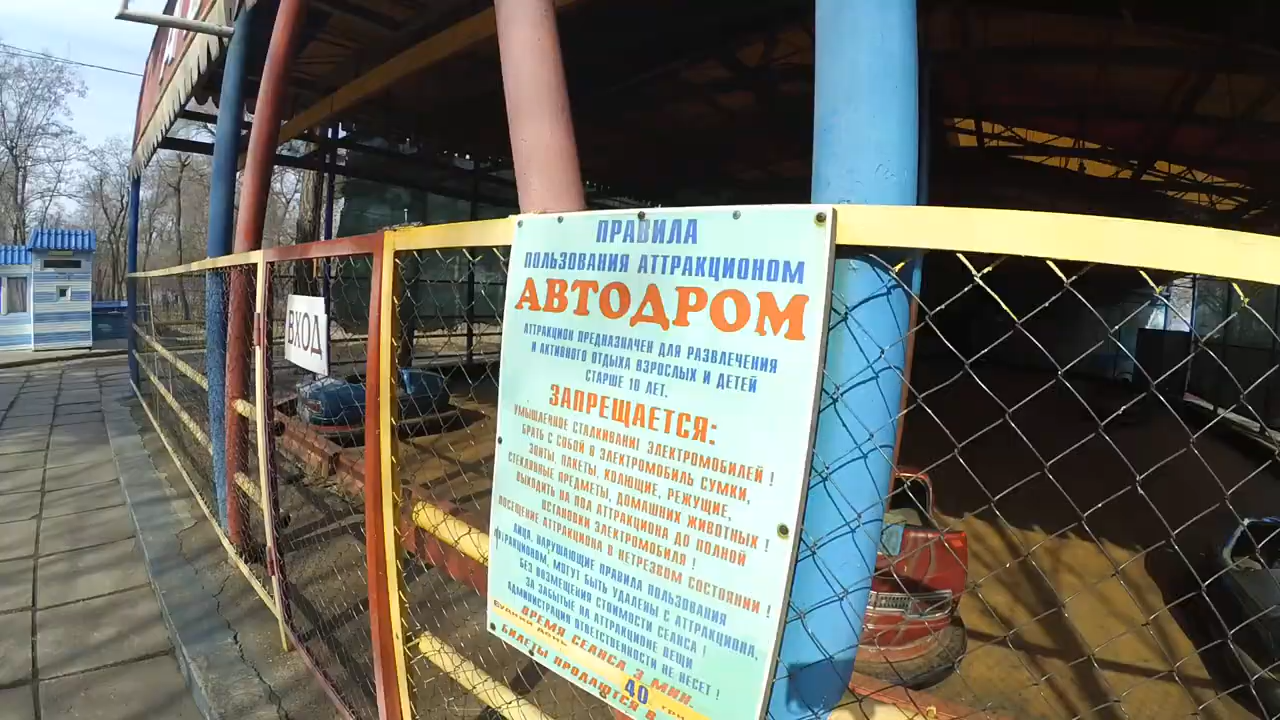 ВХОД
ПРАВИЛА
ПОЛЬЗОВАНИЯ АТТРАКЦИОНОМ
АВТОДРОМ
АТТРАКЦИОН ПРЕДНАЗНАЧЕН ДЛЯ РАЗВЛЕЧЕНИЯ
И АКТИВНОГО ОТДЫХА ВЗРОСЛЫХ И ДЕТЕЙ
СТАРШЕ 10 ЛЕТ.
ЗАПРЕЩАЕТСЯ:
УМЫШЛЕННОЕ СТАЛКИВАНИЕ ЭЛЕКТРОМОБИЛЕЙ !
БРАТЬ С СОБОЙ В ЭЛЕКТРОМОБИЛЬ СУМКИ,
ЗОНТЫ, ПАКЕТЫ, КОЛЮЩИЕ, РЕЖУЩИЕ,
СТЕКЛЯННЫЕ ПРЕДМЕТЫ, ДОМАШНИХ ЖИВОТНЫХ !
ВЫХОДИТЬ НА ПОЛ АТТРАКЦИОНА ДО ПОЛНОЙ
ОСТАНОВКИ ЭЛЕКТРОМОБИЛЯ !
ПОСЕЩЕНИЕ АТТРАКЦИОНА В НЕТРЕЗВОМ СОСТОЯНИИ !
ЛИЦА, НАРУШАЮЩИЕ ПРАВИЛА ПОЛЬЗОВАНИЯ
АТТРАКЦИОНОМ, МОГУТ БЫТЬ УДАЛЕНЫ С АТТРАКЦИОНА,
БЕЗ ВОЗМЕЩЕНИЯ СТОИМОСТИ СЕАНСА !
ЗА ЗАБЫТЫЕ НА АТТРАКЦИОНЕ ВЕЩИ
АДМИНИСТРАЦИЯ ОТВЕТСТВЕННОСТИ НЕ НЕСЕТ !
ВРЕМЯ СЕАНСА 3 МИН.
40 ГРН
БИЛЕТЫ ПРОДАЮТСЯ В